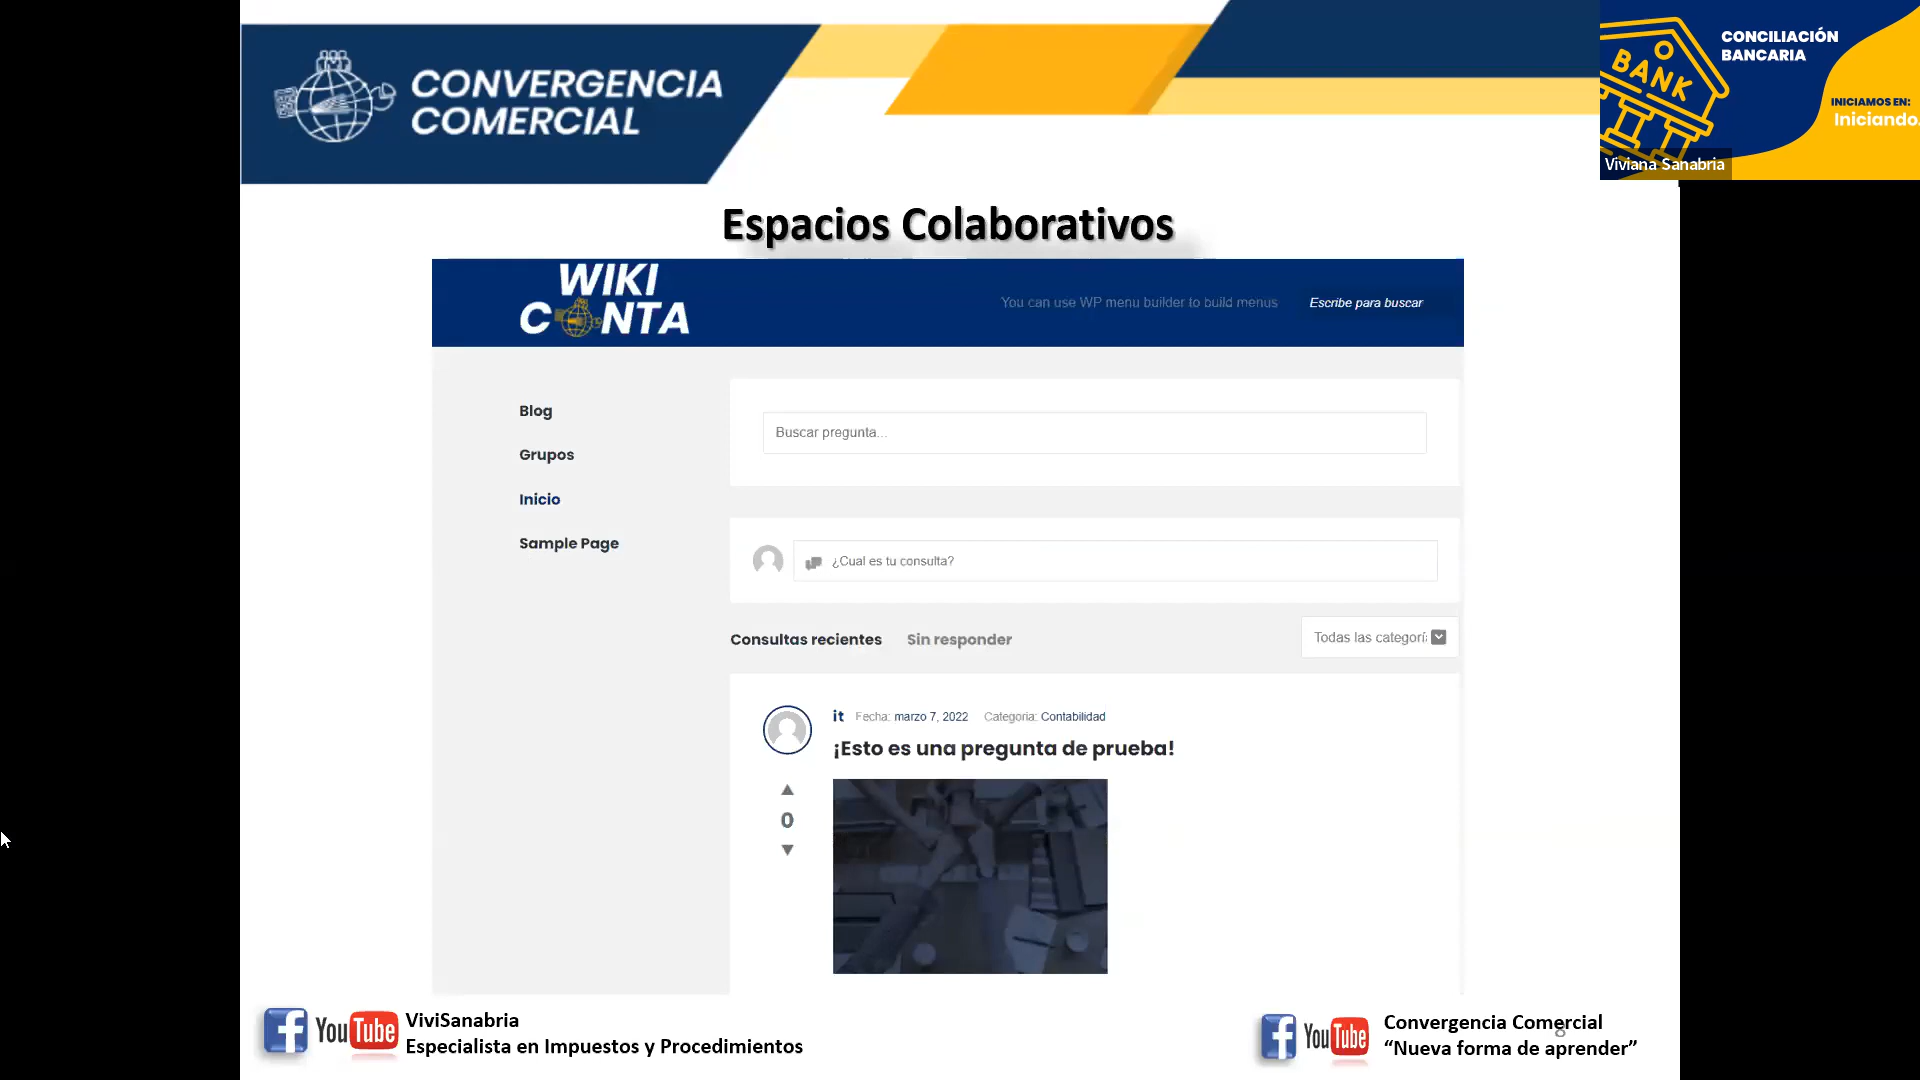 CONVERGENCIA
COMERCIAL
BANK
CONCILIACIÓN
BANCARIA
INICIAMOS EN:
Iniciando.
Viviana Sanabria
Espacios Colaborativos
WIKI
CONTA
You can use WP menu builder to build menus
Escribe para buscar
Blog
Grupos
Inicio
Sample Page
Buscar pregunta...
¿Cual es tu consulta?
Consultas recientes
Sin responder
Todas las categorí
it Fecha: marzo 7, 2022 Categoria: Contabilidad
¡Esto es una pregunta de prueba!
0
f YouTube
ViviSanabria
Especialista en Impuestos y Procedimientos
f YouTube
Convergencia Comercial
8
“Nueva forma de aprender”